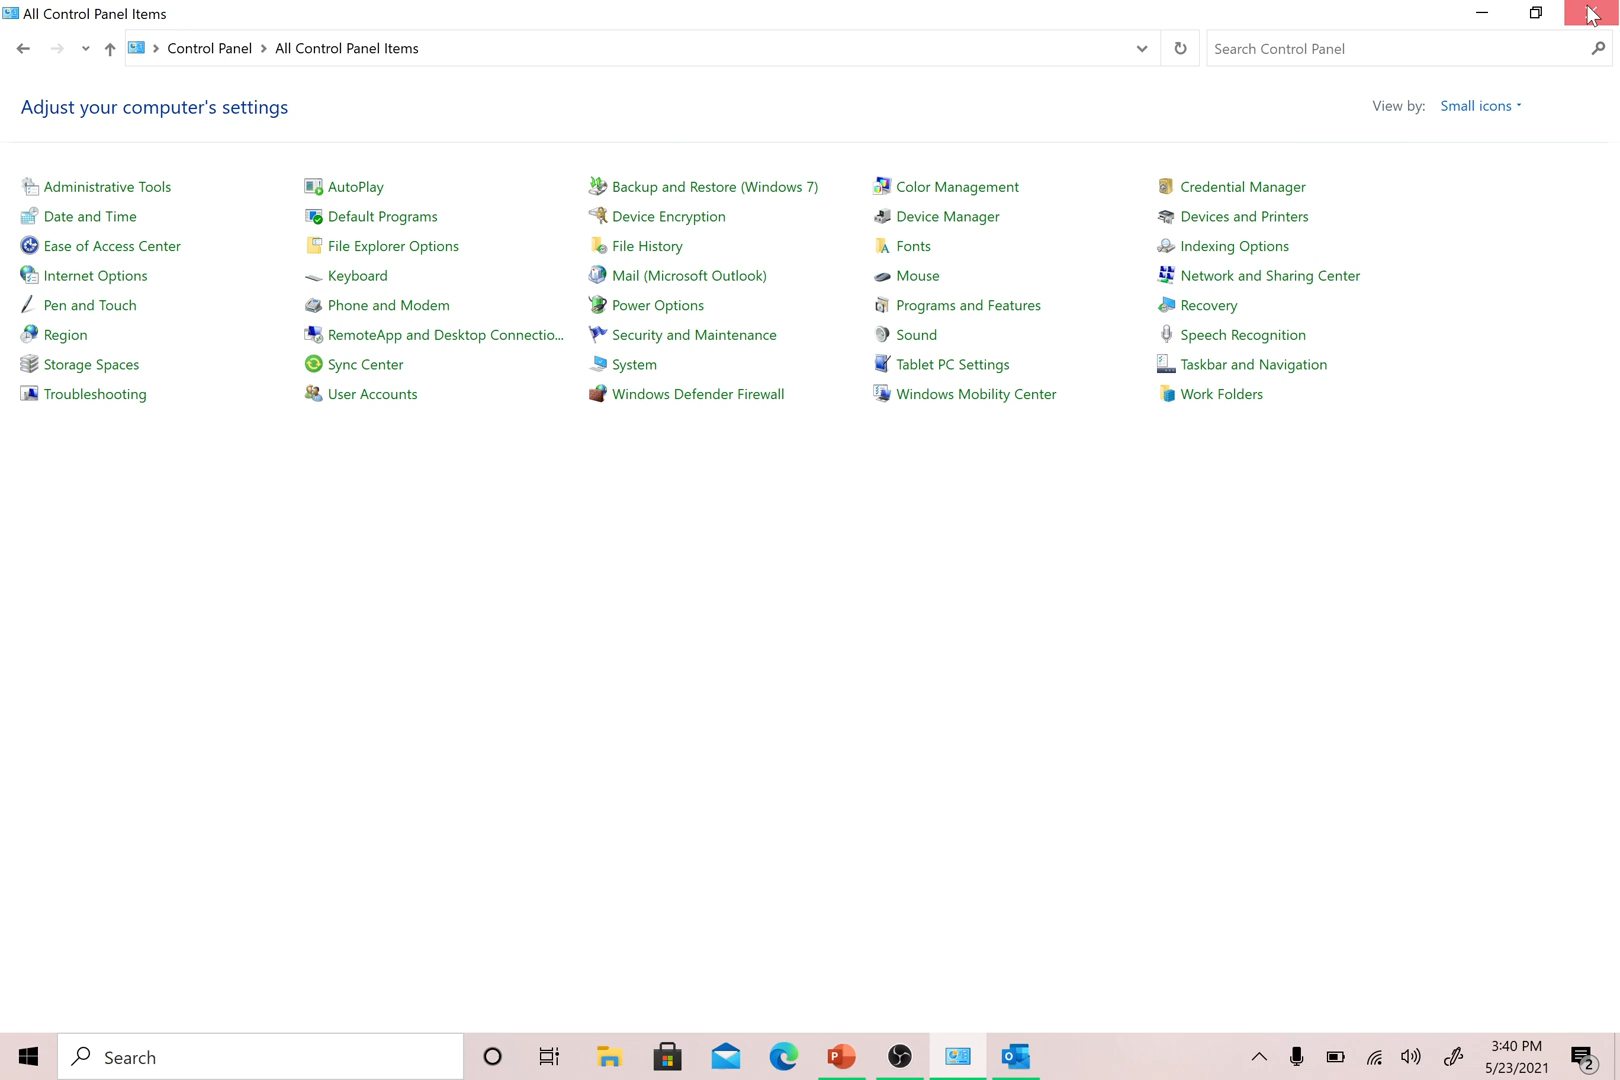 All Control Panel Items
Control Panel > All Control Panel Items
Search Control Panel
Adjust your computer's settings
View by: Small icons
Administrative Tools
AutoPlay
Backup and Restore (Windows 7)
Color Management
Credential Manager
Date and Time
Default Programs
Device Encryption
Device Manager
Devices and Printers
Ease of Access Center
File Explorer Options
File History
Fonts
Indexing Options
Internet Options
Keyboard
Mail (Microsoft Outlook)
Mouse
Network and Sharing Center
Pen and Touch
Phone and Modem
Power Options
Programs and Features
Recovery
Region
RemoteApp and Desktop Connectio...
Security and Maintenance
Sound
Speech Recognition
Storage Spaces
Sync Center
System
Tablet PC Settings
Taskbar and Navigation
Troubleshooting
User Accounts
Windows Defender Firewall
Windows Mobility Center
Work Folders
Search
3:40 PM
5/23/2021
2